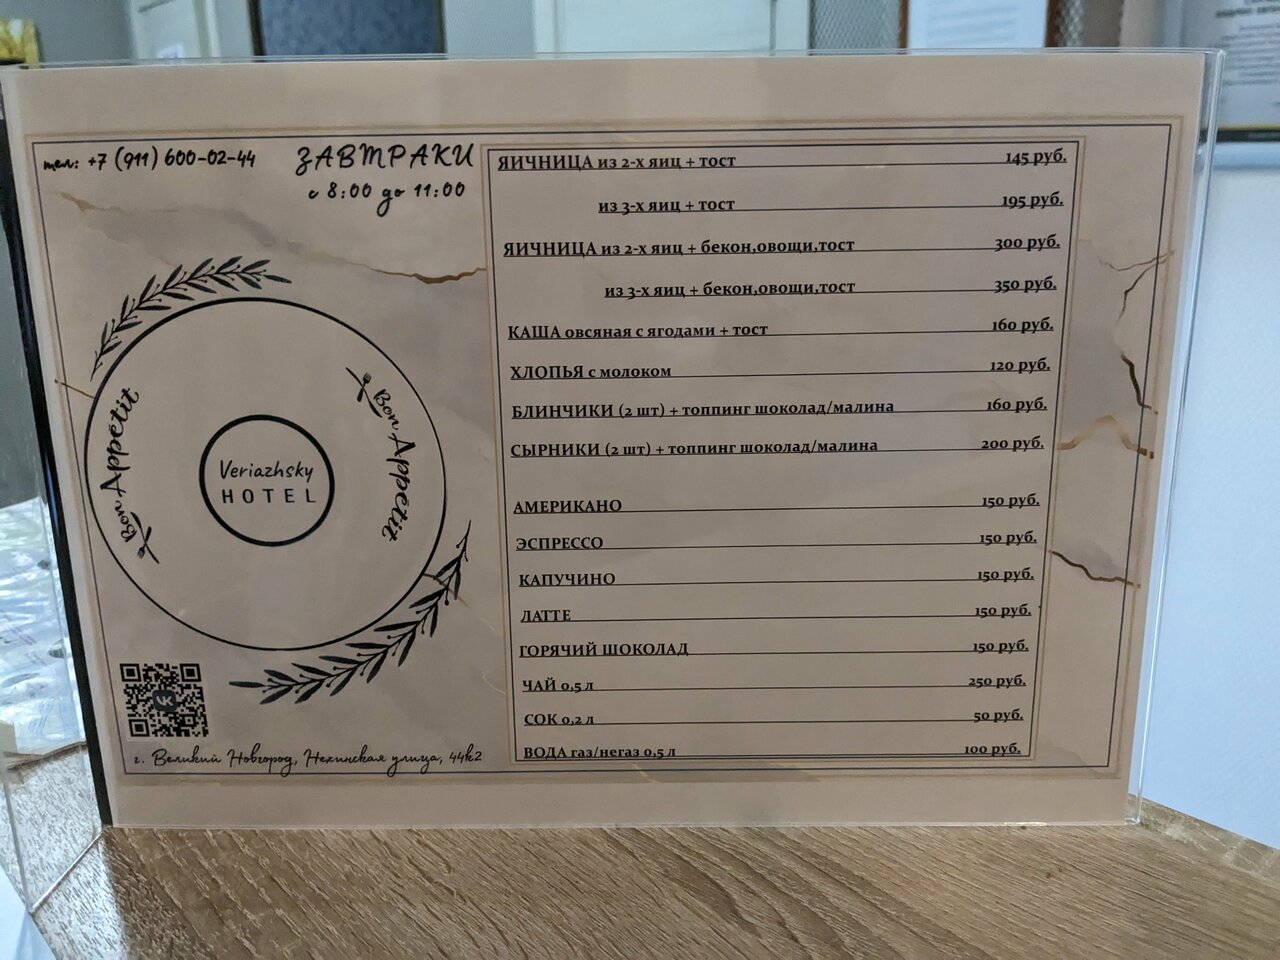 тел: +7 (911) 600-02-44
ЗАВТРАКИ
с 8:00 до 11:00
Bon Appetit
Bon Appetit
Veriazhsky
HOTEL
г. Великий Новгород, Нехинская улица, 44к2
ЯИЧНИЦА из 2-х яиц + тост 145 руб.
из 3-х яиц + тост 195 руб.
ЯИЧНИЦА из 2-х яиц + бекон,овощи,тост 300 руб.
из 3-х яиц + бекон,овощи,тост 350 руб.
КАША овсяная с ягодами + тост 160 руб.
ХЛОПЬЯ с молоком 120 руб.
БЛИНЧИКИ (2 шт) + топпинг шоколад/малина 160 руб.
СЫРНИКИ (2 шт) + топпинг шоколад/малина 200 руб.
АМЕРИКАНО 150 руб.
ЭСПРЕССО 150 руб.
КАПУЧИНО 150 руб.
ЛАТТЕ 150 руб.
ГОРЯЧИЙ ШОКОЛАД 150 руб.
ЧАЙ 0,5 л 250 руб.
СОК 0,2 л 50 руб.
ВОДА газ/негаз 0,5 л 100 руб.